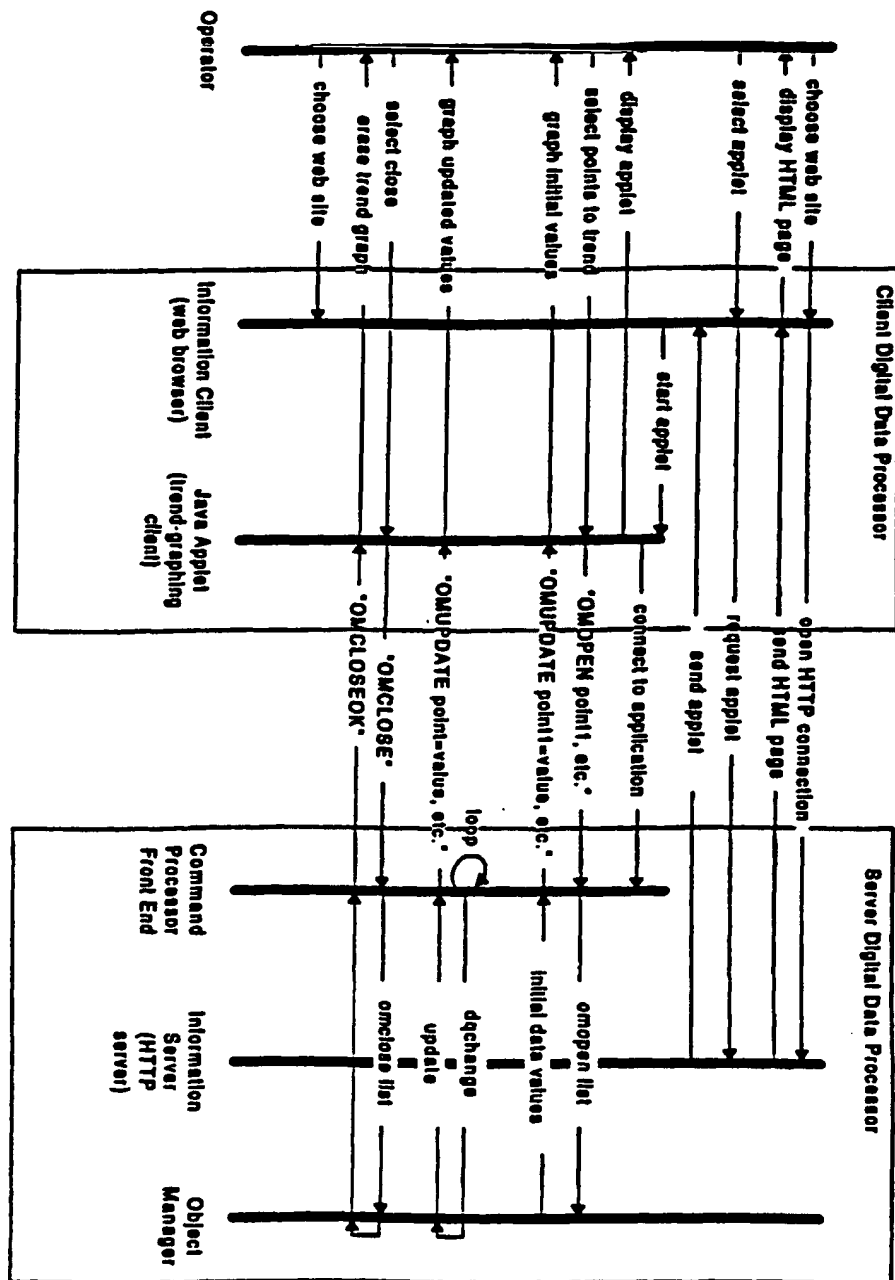 Client Digital Data Processor
Server Digital Data Processor
choose web site
open HTTP connection
display HTML page
send HTML page
select applet
request applet
send applet
start applet
display applet
connect to application
select points to trend
"OMOPEN point1, etc."
omopen list
graph initial values
"OMUPDATE point1=value, etc."
initial data values
loop
dqchange
graph updated values
"OMUPDATE point=value, etc."
update
select close
"OMCLOSE"
omclose list
erase trend graph
"OMCLOSEOK"
choose web site
Operator
Information Client
(web browser)
Java Applet
(trend-graphing
client)
Command
Processor
Front End
Information
Server
(HTTP
server)
Object
Manager